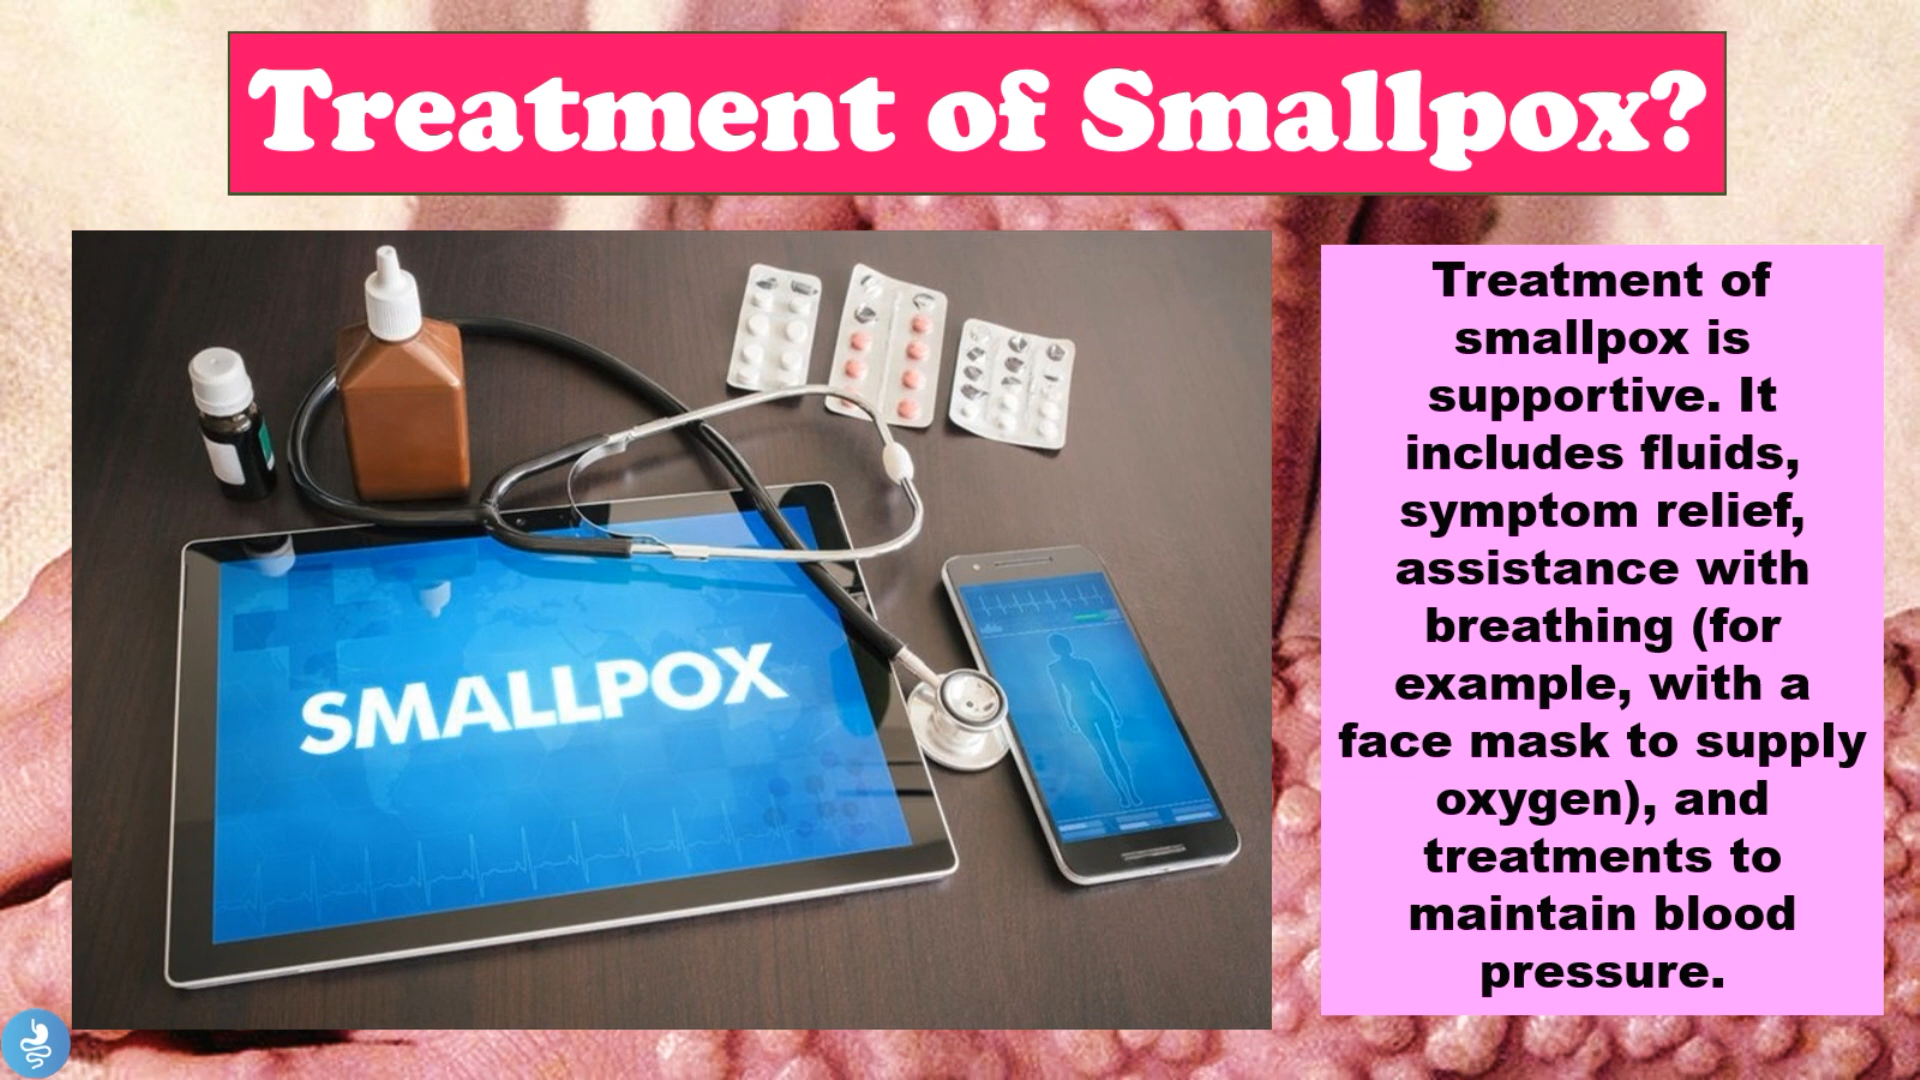 Treatment of Smallpox?
SMALLPOX
Treatment of
smallpox is
supportive. It
includes fluids,
symptom relief,
assistance with
breathing (for
example, with a
face mask to supply
oxygen), and
treatments to
maintain blood
pressure.